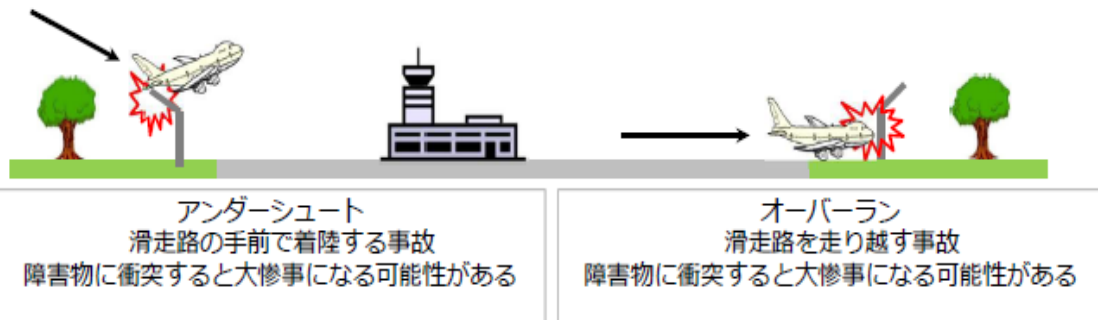 アンダーシュート
滑走路の手前で着陸する事故
障害物に衝突すると大惨事になる可能性がある
オーバーラン
滑走路を走り越す事故
障害物に衝突すると大惨事になる可能性がある